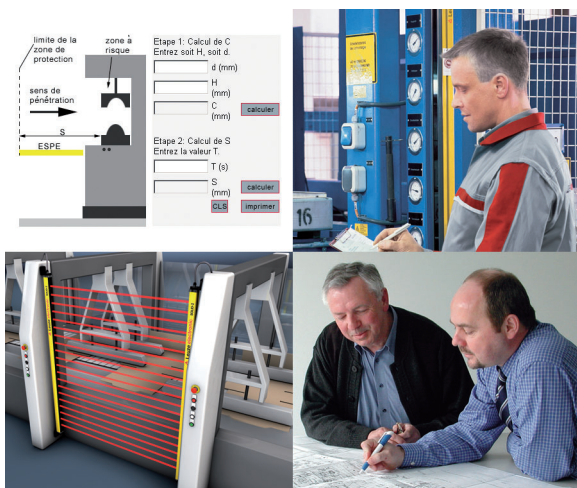 limite de la
zone de
protection
zone à
risque
sens de
pénétration
S
ESPE
Etape 1: Calcul de C
Entrez soit H, soit d.
d (mm)
H
(mm)
C
(mm)
calculer
Etape 2: Calcul de S
Entrez la valeur T.
T (s)
S
(mm)
calculer
CLS
imprimer
16